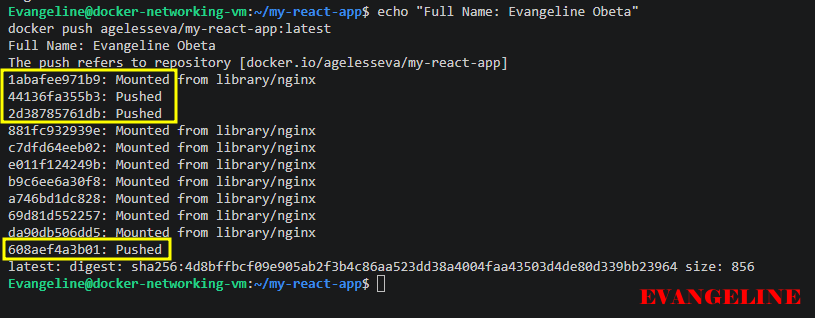 Evangeline@docker-networking-vm:~/my-react-app$ echo "Full Name: Evangeline Obeta"
docker push agelesseva/my-react-app:latest
Full Name: Evangeline Obeta
The push refers to repository [docker.io/agelesseva/my-react-app]
1abafee971b9: Mounted from library/nginx
44136fa355b3: Pushed
2d38785761db: Pushed
881fc932939e: Mounted from library/nginx
c7dfd64eeb02: Mounted from library/nginx
e011f124249b: Mounted from library/nginx
b9c6ee6a30f8: Mounted from library/nginx
a746bd1dc828: Mounted from library/nginx
69d81d552257: Mounted from library/nginx
da90db506dd5: Mounted from library/nginx
608aef4a3b01: Pushed
latest: digest: sha256:4d8bffbcf09e905ab2f3b4c86aa523dd38a4004faa43503d4de80d339bb23964 size: 856
Evangeline@docker-networking-vm:~/my-react-app$
EVANGELINE